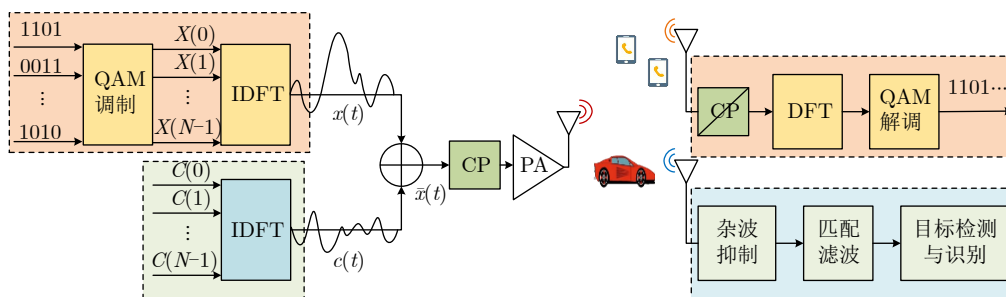 1101
0011
⋮
1010
QAM
调制
X(0)
X(1)
⋮
X(N−1)
IDFT
x(t)
C(0)
C(1)
⋮
C(N−1)
IDFT
c(t)
x̄(t)
CP
PA
CP
DFT
QAM
解调
1101⋯
杂波
抑制
匹配
滤波
目标检测
与识别